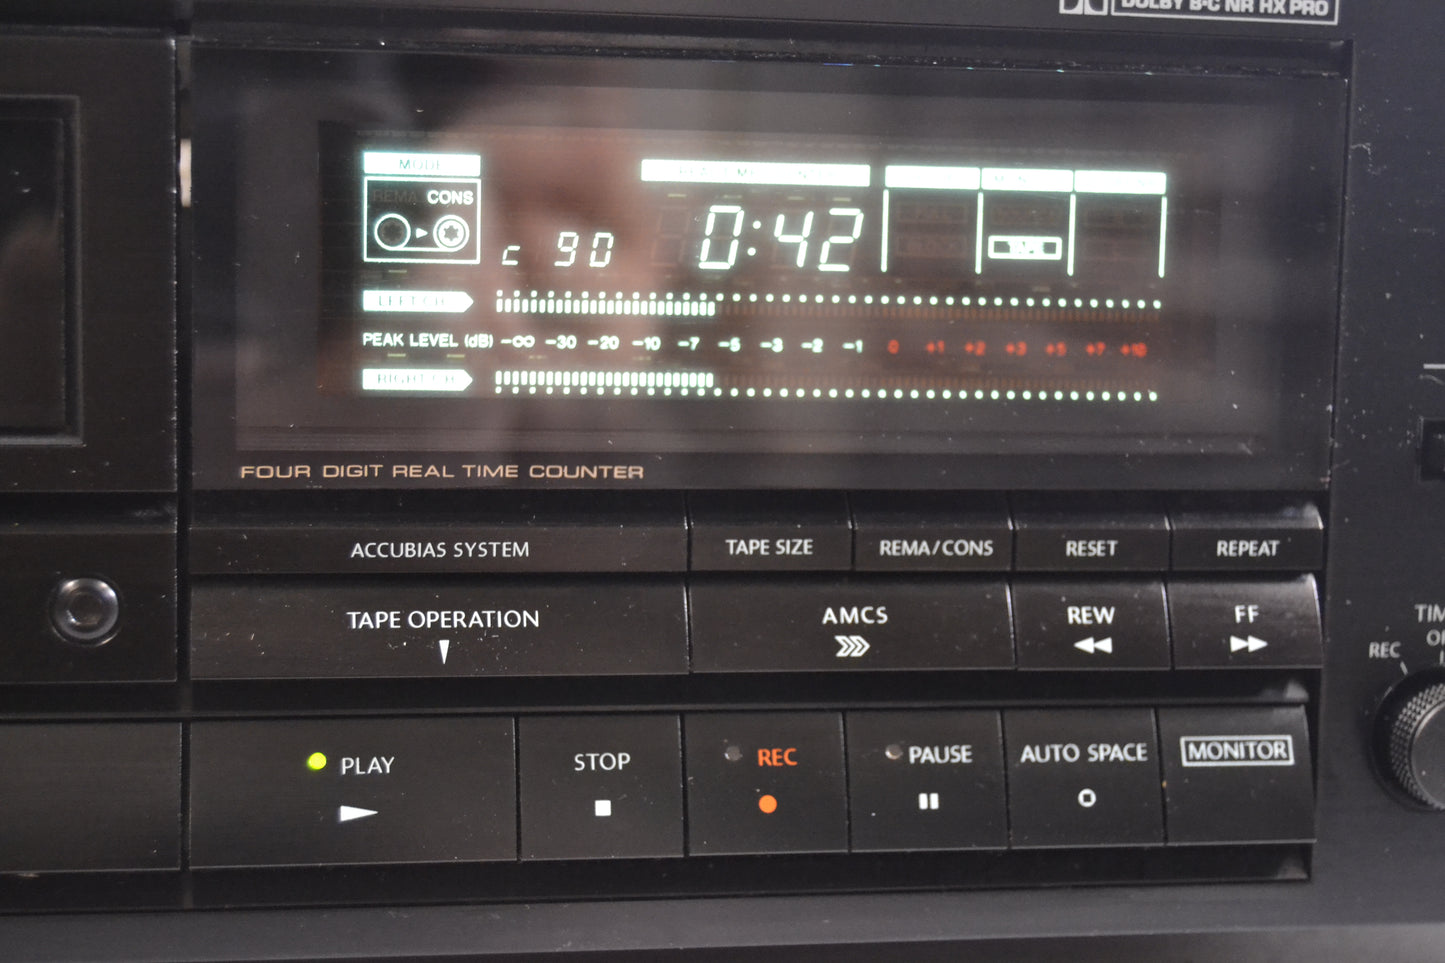 DOLBY B·C NR HX PRO
MODE
REMA CONS
c 90
0:42
LEFT CH
PEAK LEVEL (dB) -∞ -30 -20 -10 -7 -5 -3 -2 -1 0 +1 +2 +3 +5 +7 +10
RIGHT CH
FOUR DIGIT REAL TIME COUNTER
ACCUBIAS SYSTEM
TAPE SIZE
REMA/CONS
RESET
REPEAT
TAPE OPERATION
AMCS
REW
FF
REC
PLAY
STOP
REC
PAUSE
AUTO SPACE
MONITOR